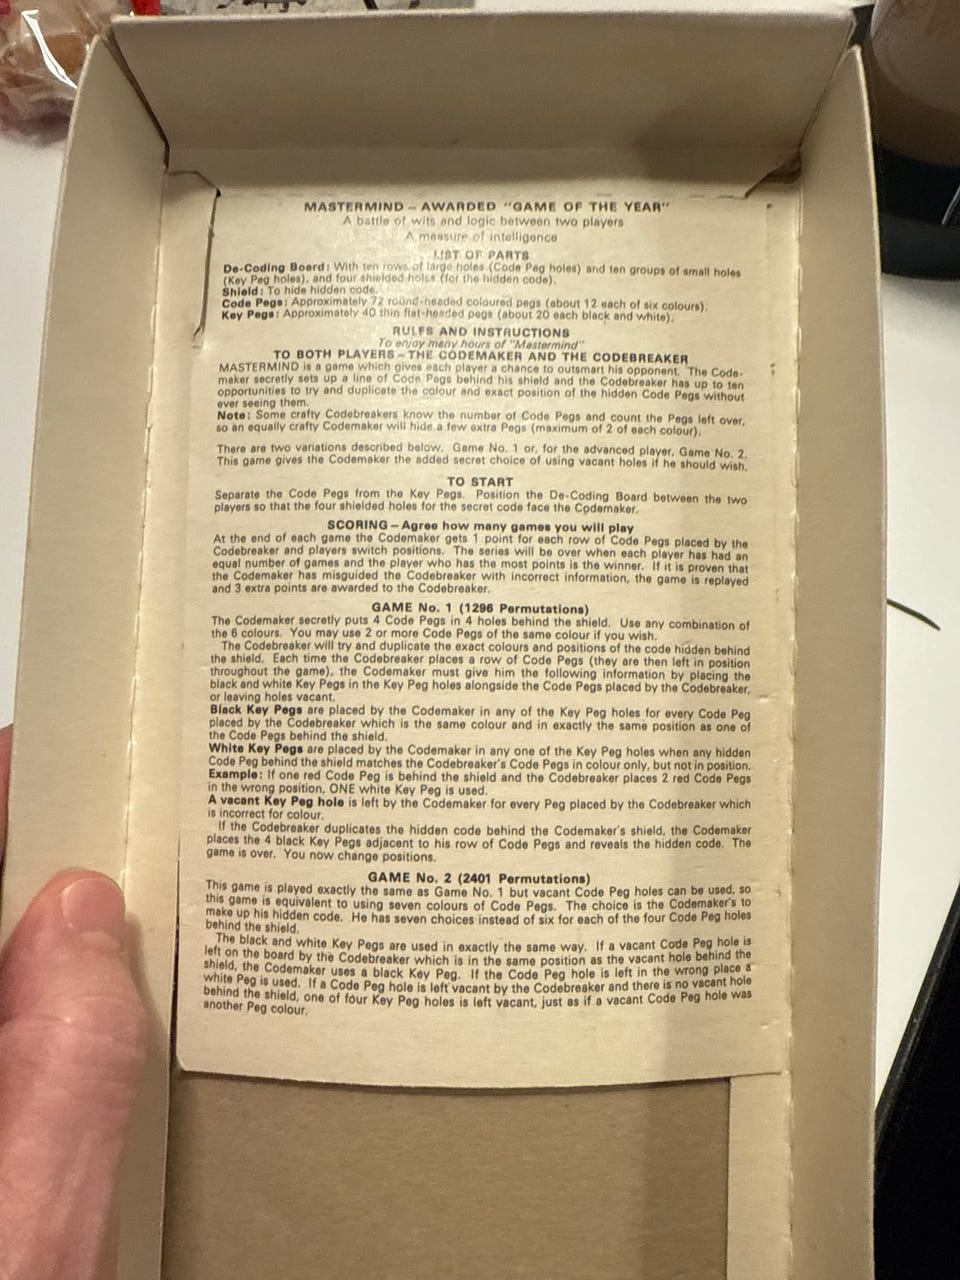 MASTERMIND – AWARDED "GAME OF THE YEAR"
A battle of wits and logic between two players
A measure of intelligence
LIST OF PARTS
De-Coding Board: With ten rows of large holes (Code Peg holes) and ten groups of small holes
(Key Peg holes), and four shielded holes (for the hidden code).
Shield: To hide hidden code.
Code Pegs: Approximately 72 round-headed coloured pegs (about 12 each of six colours).
Key Pegs: Approximately 40 thin flat-headed pegs (about 20 each black and white).
RULES AND INSTRUCTIONS
To enjoy many hours of "Mastermind"
TO BOTH PLAYERS – THE CODEMAKER AND THE CODEBREAKER
MASTERMIND is a game which gives each player a chance to outsmart his opponent. The Code-
maker secretly sets up a line of Code Pegs behind his shield and the Codebreaker has up to ten
opportunities to try and duplicate the colour and exact position of the hidden Code Pegs without
ever seeing them.
Note: Some crafty Codebreakers know the number of Code Pegs and count the Pegs left over,
so an equally crafty Codemaker will hide a few extra Pegs (maximum of 2 of each colour).
There are two variations described below. Game No. 1 or, for the advanced player, Game No. 2.
This game gives the Codemaker the added secret choice of using vacant holes if he should wish.
TO START
Separate the Code Pegs from the Key Pegs. Position the De-Coding Board between the two
players so that the four shielded holes for the secret code face the Codemaker.
SCORING – Agree how many games you will play
At the end of each game the Codemaker gets 1 point for each row of Code Pegs placed by the
Codebreaker and players switch positions. The series will be over when each player has had an
equal number of games and the player who has the most points is the winner. If it is proven that
the Codemaker has misguided the Codebreaker with incorrect information, the game is replayed
and 3 extra points are awarded to the Codebreaker.
GAME No. 1 (1296 Permutations)
The Codemaker secretly puts 4 Code Pegs in 4 holes behind the shield. Use any combination of
the 6 colours. You may use 2 or more Code Pegs of the same colour if you wish.
The Codebreaker will try and duplicate the exact colours and positions of the code hidden behind
the shield. Each time the Codebreaker places a row of Code Pegs (they are then left in position
throughout the game), the Codemaker must give him the following information by placing the
black and white Key Pegs in the Key Peg holes alongside the Code Pegs placed by the Codebreaker,
or leaving holes vacant.
Black Key Pegs are placed by the Codemaker in any of the Key Peg holes for every Code Peg
placed by the Codebreaker which is the same colour and in exactly the same position as one of
the Code Pegs behind the shield.
White Key Pegs are placed by the Codemaker in any one of the Key Peg holes when any hidden
Code Peg behind the shield matches the Codebreaker's Code Pegs in colour only, but not in position.
Example: If one red Code Peg is behind the shield and the Codebreaker places 2 red Code Pegs
in the wrong position, ONE white Key Peg is used.
A vacant Key Peg hole is left by the Codemaker for every Peg placed by the Codebreaker which
is incorrect for colour.
If the Codebreaker duplicates the hidden code behind the Codemaker's shield, the Codemaker
places the 4 black Key Pegs adjacent to his row of Code Pegs and reveals the hidden code. The
game is over. You now change positions.
GAME No. 2 (2401 Permutations)
This game is played exactly the same as Game No. 1 but vacant Code Peg holes can be used, so
this game is equivalent to using seven colours of Code Pegs. The choice is the Codemaker's to
make up his hidden code. He has seven choices instead of six for each of the four Code Peg holes
behind the shield.
The black and white Key Pegs are used in exactly the same way. If a vacant Code Peg hole is
left on the board by the Codebreaker which is in the same position as the vacant hole behind the
shield, the Codemaker uses a black Key Peg. If the Code Peg hole is left in the wrong place a
white Peg is used. If a Code Peg hole is left vacant by the Codebreaker and there is no vacant hole
behind the shield, one of four Key Peg holes is left vacant, just as if a vacant Code Peg hole was
another Peg colour.